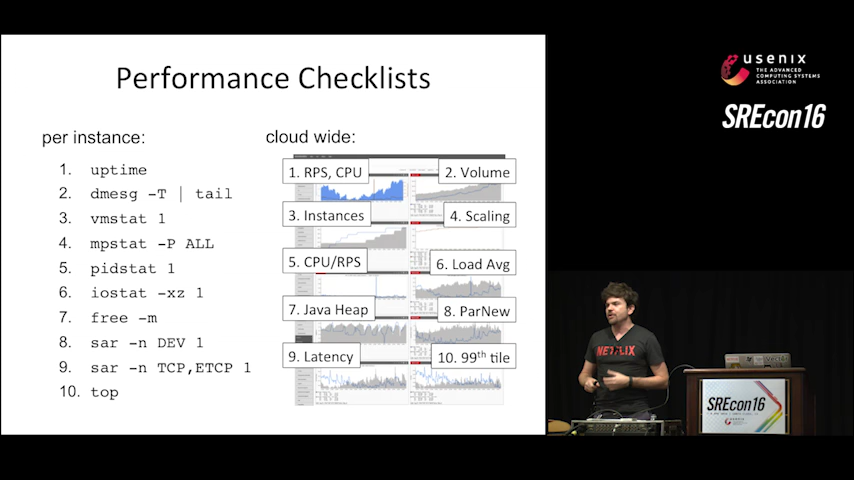 Performance Checklists
per instance:
1. uptime
2. dmesg -T | tail
3. vmstat 1
4. mpstat -P ALL
5. pidstat 1
6. iostat -xz 1
7. free -m
8. sar -n DEV 1
9. sar -n TCP,ETCP 1
10. top
cloud wide:
1. RPS, CPU
2. Volume
3. Instances
4. Scaling
5. CPU/RPS
6. Load Avg
7. Java Heap
8. ParNew
9. Latency
10. 99th tile
usenix
THE ADVANCED
COMPUTING SYSTEMS
ASSOCIATION
SREcon16
NETFLIX
SREcon16